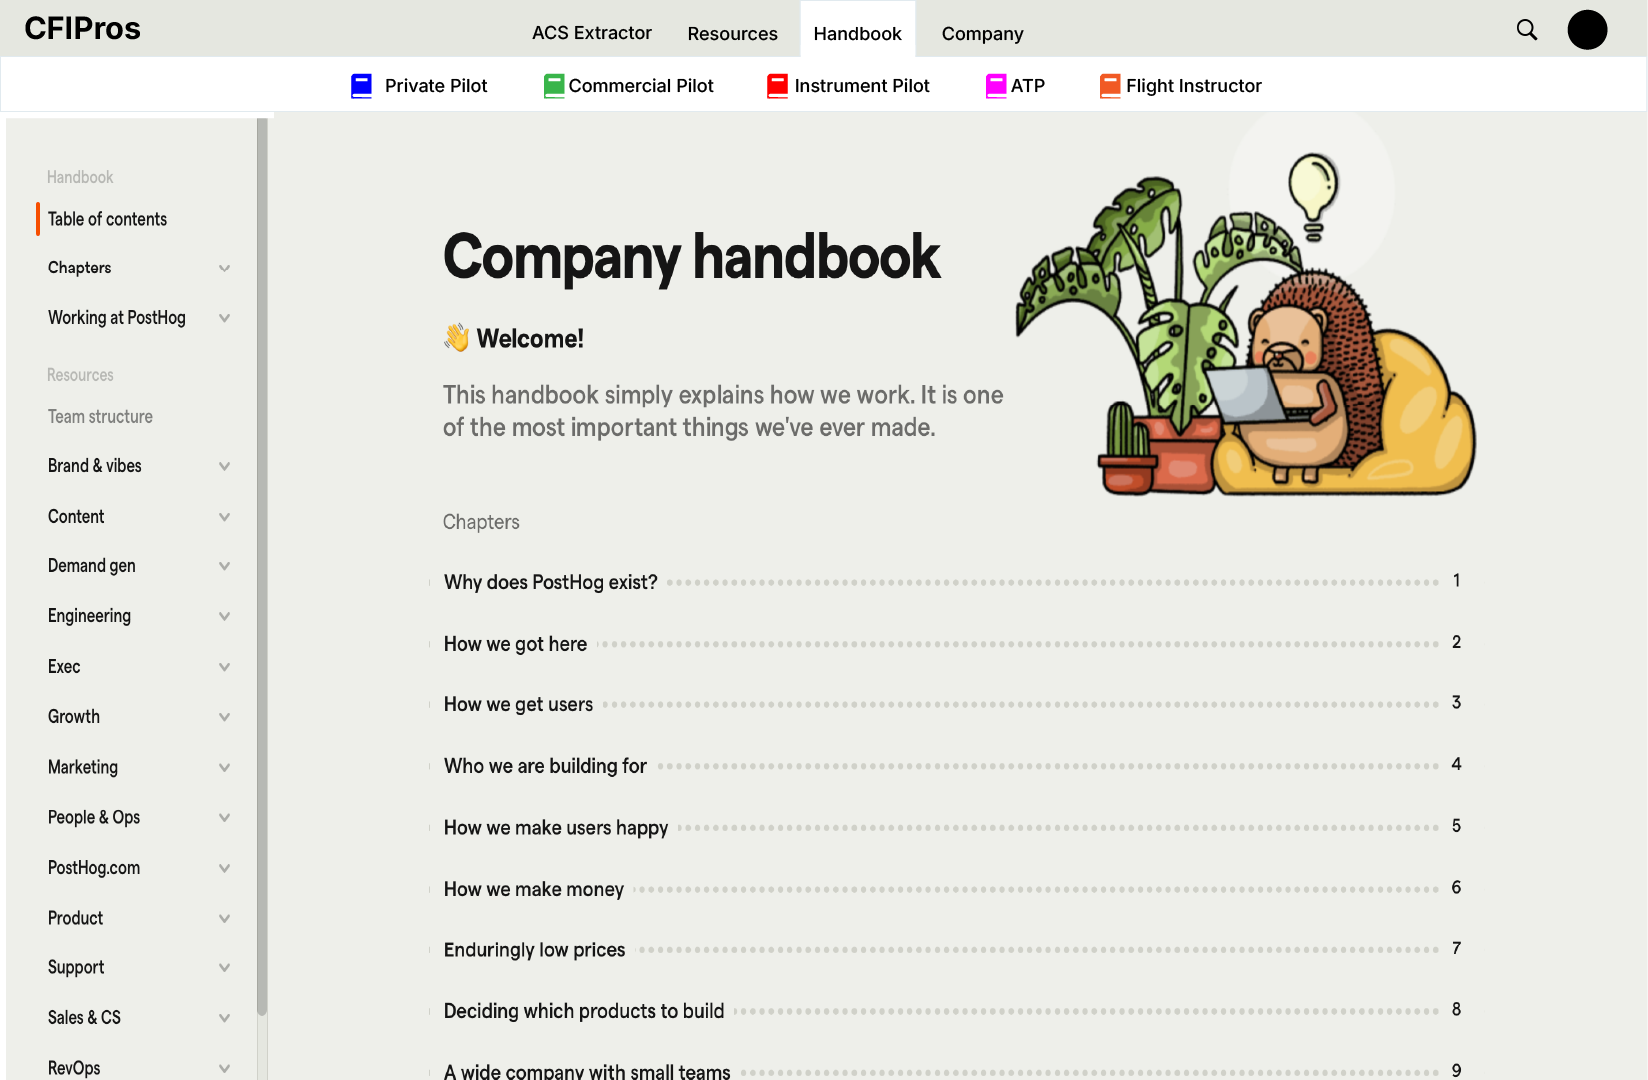 CFIPros
ACS Extractor
Resources
Handbook
Company
Private Pilot
Commercial Pilot
Instrument Pilot
ATP
Flight Instructor
Handbook
Table of contents
Chapters
Working at PostHog
Resources
Team structure
Brand & vibes
Content
Demand gen
Engineering
Exec
Growth
Marketing
People & Ops
PostHog.com
Product
Support
Sales & CS
RevOps
Company handbook
👋 Welcome!
This handbook simply explains how we work. It is one
of the most important things we've ever made.
Chapters
Why does PostHog exist? 1
How we got here 2
How we get users 3
Who we are building for 4
How we make users happy 5
How we make money 6
Enduringly low prices 7
Deciding which products to build 8
A wide company with small teams 9